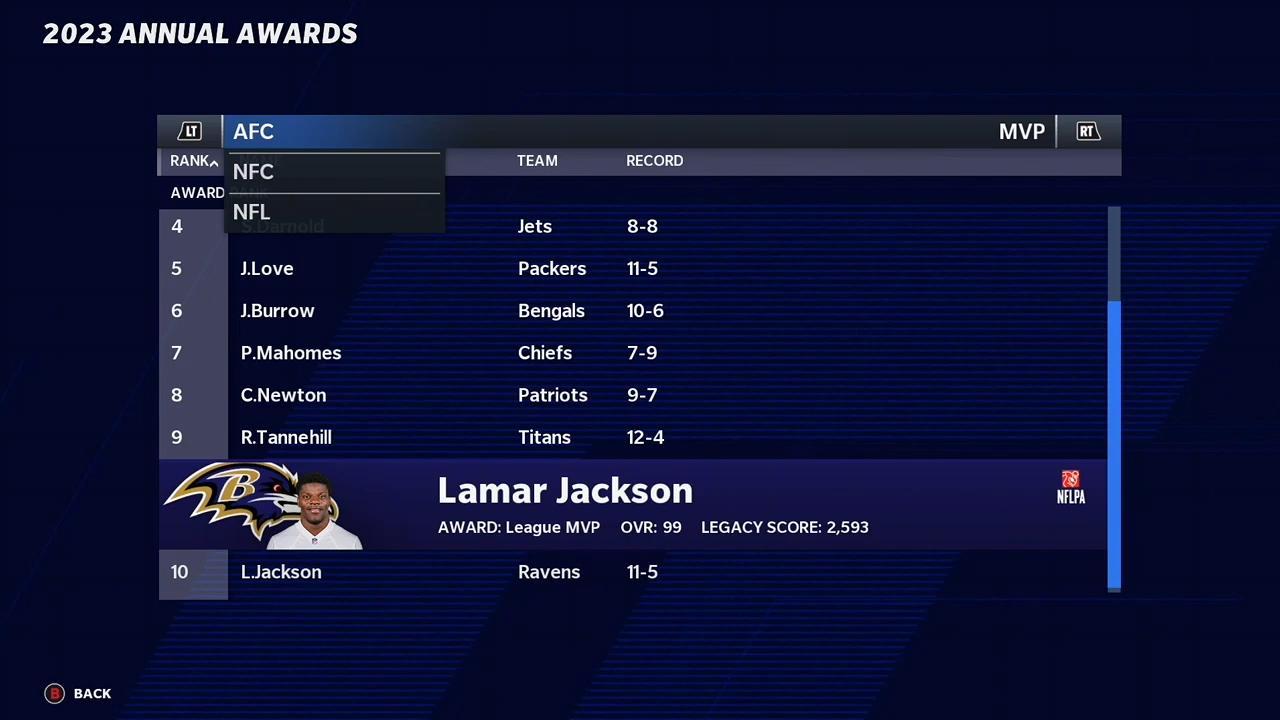 2023 ANNUAL AWARDS
LT AFC MVP RT
RANK NAME TEAM RECORD
NFC
AWARD RANK
NFL
4 S.Darnold Jets 8-8
5 J.Love Packers 11-5
6 J.Burrow Bengals 10-6
7 P.Mahomes Chiefs 7-9
8 C.Newton Patriots 9-7
9 R.Tannehill Titans 12-4
B Lamar Jackson NFLPA
AWARD: League MVP OVR: 99 LEGACY SCORE: 2,593
10 L.Jackson Ravens 11-5
B BACK